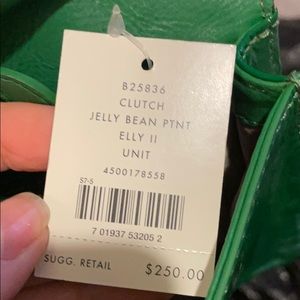 B25836
CLUTCH
JELLY BEAN PTNT
ELLY II
UNIT
4500178558
S7-5
7 01937 53205 2
SUGG. RETAIL $250.00